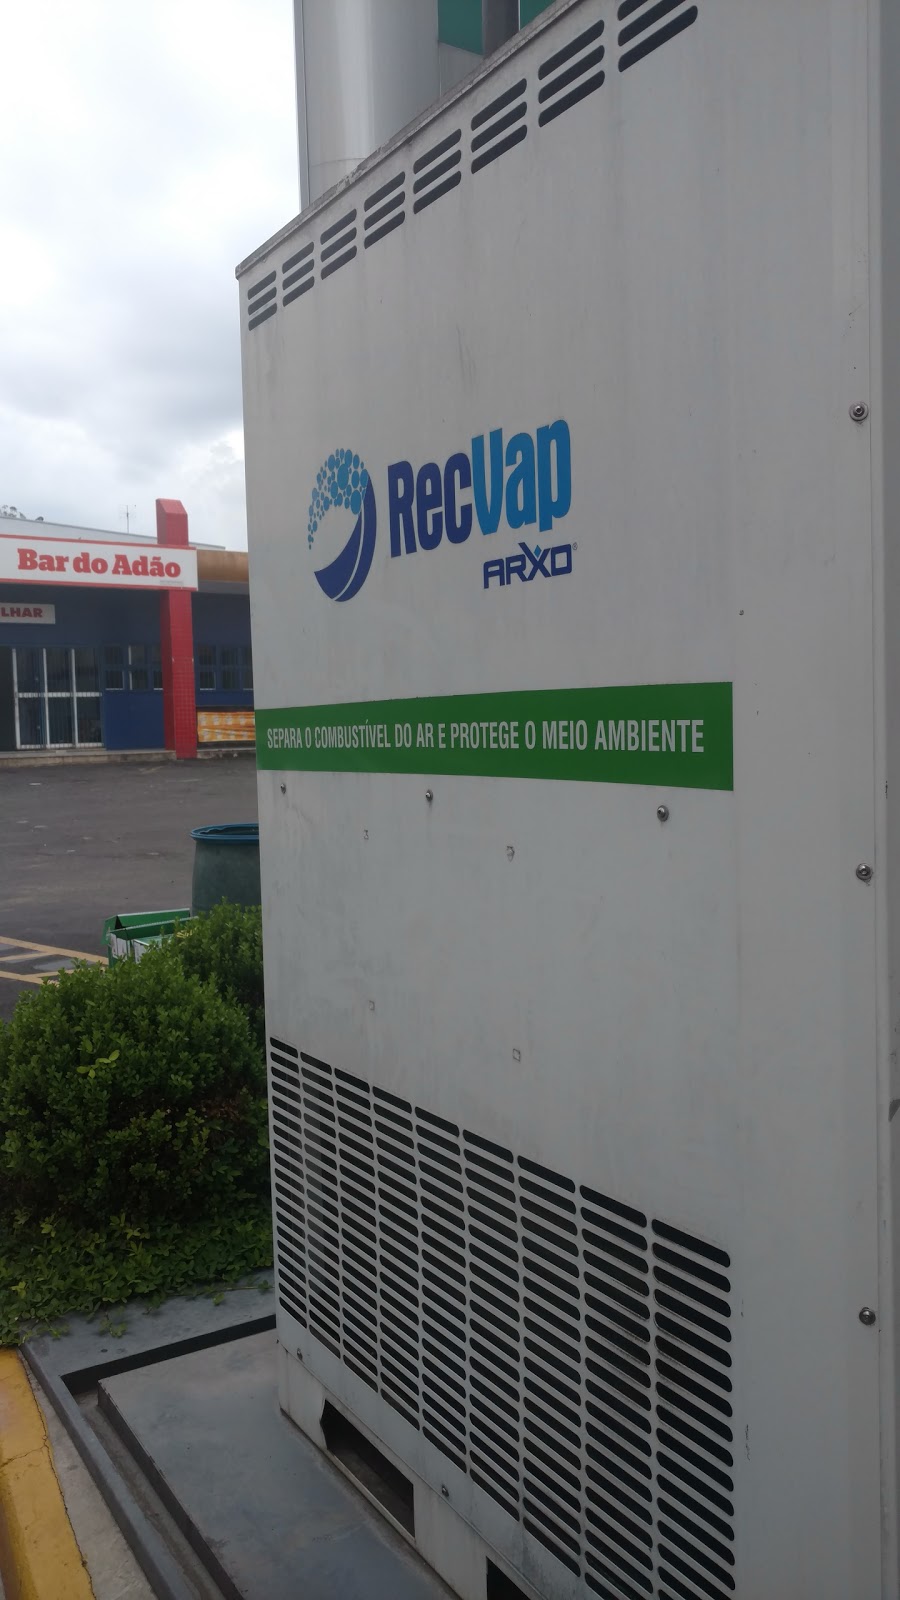 RecVap
ARXO®
SEPARA O COMBUSTÍVEL DO AR E PROTEGE O MEIO AMBIENTE
Bar do Adão
LHAR